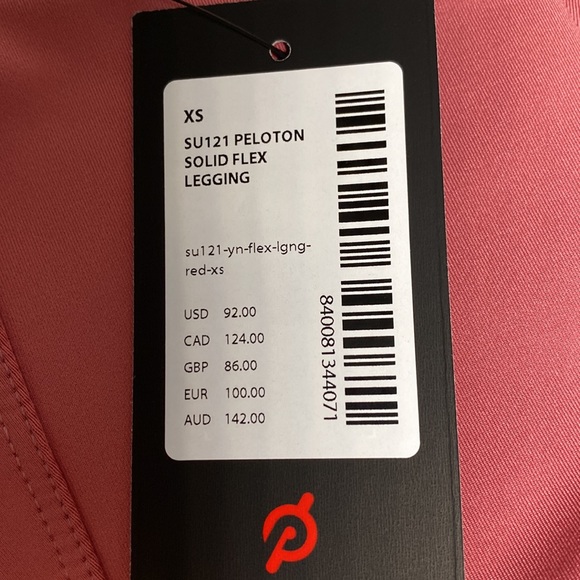 XS
SU121 PELOTON
SOLID FLEX
LEGGING
su121-yn-flex-lgng-
red-xs
USD 92.00
CAD 124.00
GBP 86.00
EUR 100.00
AUD 142.00
840081344071